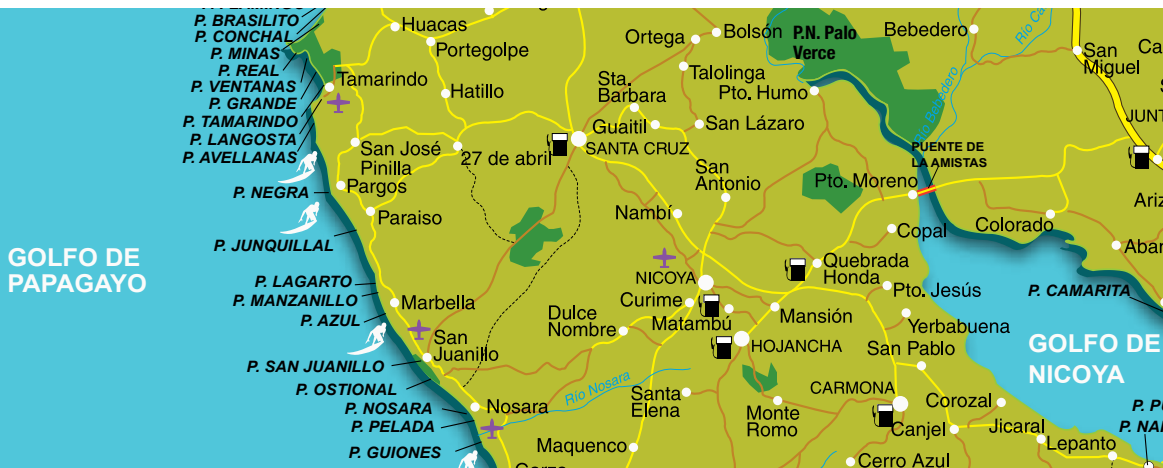 P. BRASILITO
P. CONCHAL
P. MINAS
P. REAL
P. VENTANAS
P. GRANDE
P. TAMARINDO
P. LANGOSTA
P. AVELLANAS
P. NEGRA
P. JUNQUILLAL
P. LAGARTO
P. MANZANILLO
P. AZUL
P. SAN JUANILLO
P. OSTIONAL
P. NOSARA
P. PELADA
P. GUIONES
GOLFO DE
PAPAGAYO
Huacas
Portegolpe
Tamarindo
Hatillo
San José
Pinilla
27 de abril
Pargos
Paraiso
Marbella
San
Juanillo
Nosara
Río Nosara
Ortega
Bolsón
Talolinga
Sta.
Barbara
Pto. Humo
Guaitil
SANTA CRUZ
San Lázaro
San
Antonio
Nambí
NICOYA
Curime
Matambú
Dulce
Nombre
HOJANCHA
Mansión
Quebrada
Honda
Santa
Elena
Monte
Romo
Maquenco
P.N. Palo
Verce
Bebedero
Río Bebedero
PUENTE DE
LA AMISTAS
Pto. Moreno
Copal
Pto. Jesús
Yerbabuena
San Pablo
CARMONA
Corozal
Canjel
Jicaral
Lepanto
Cerro Azul
San
Miguel
Colorado
P. CAMARITA
GOLFO DE
NICOYA